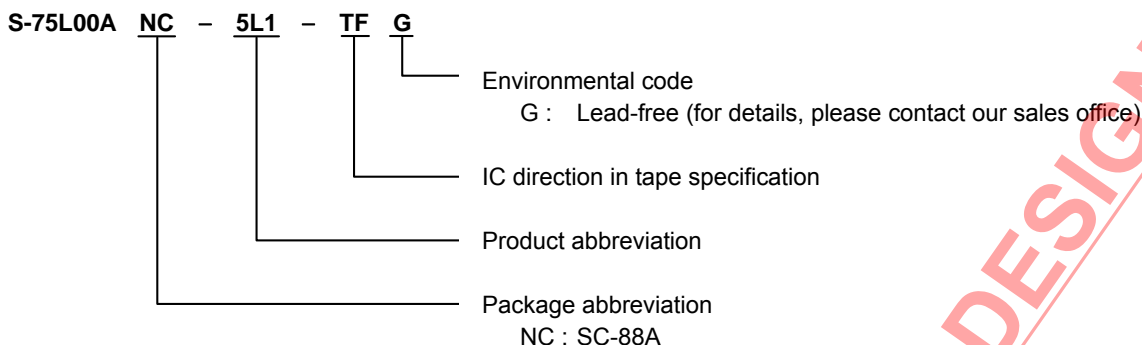 S-75L00A NC – 5L1 – TF G
Environmental code
G : Lead-free (for details, please contact our sales office)
IC direction in tape specification
Product abbreviation
Package abbreviation
NC : SC-88A
DESIGN